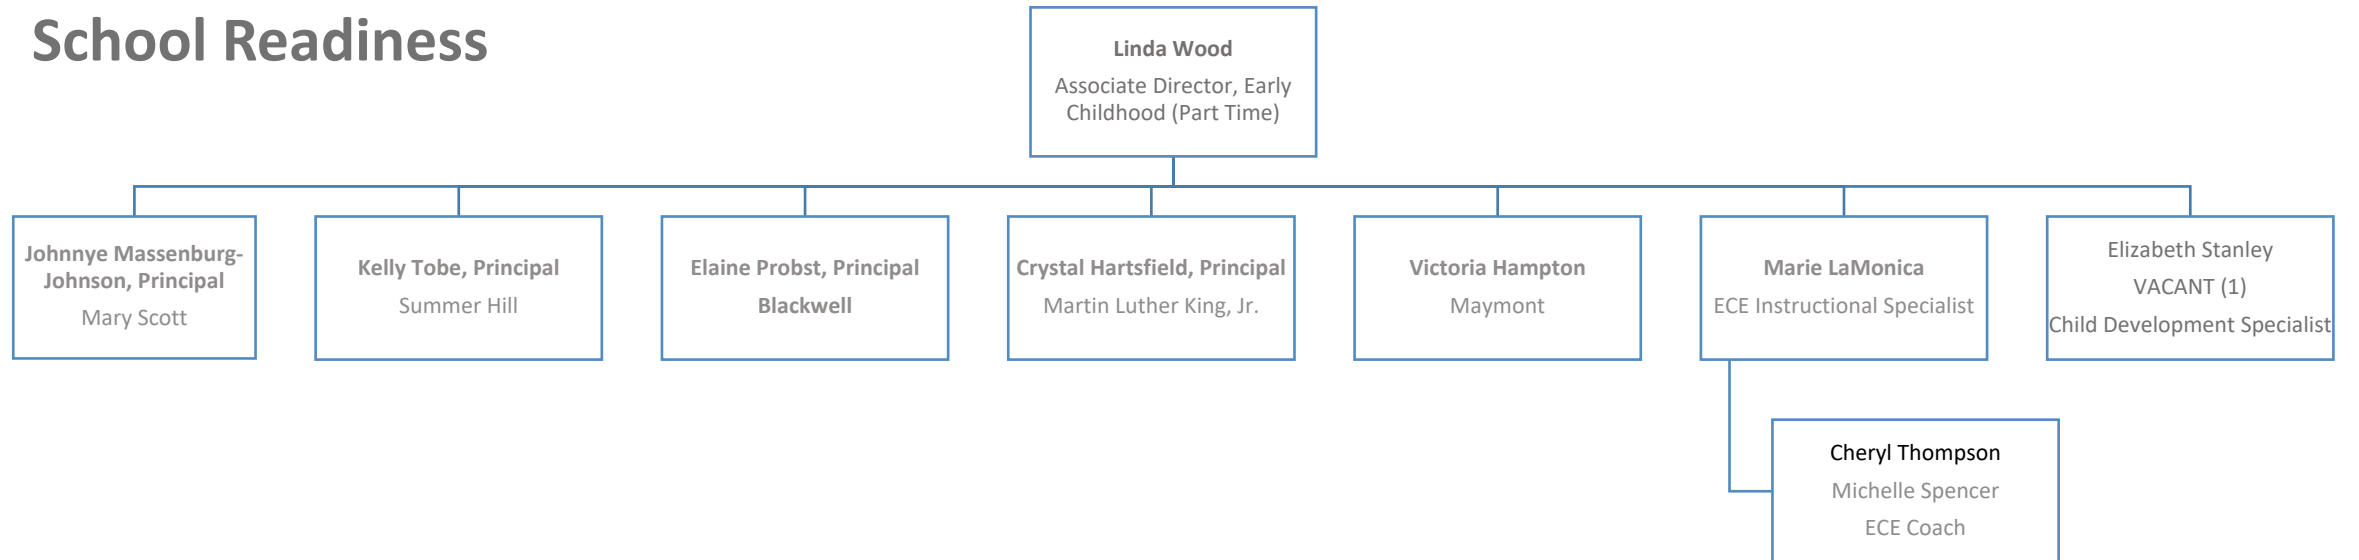 School Readiness
Linda Wood
Associate Director, Early
Childhood (Part Time)
Johnnye Massenburg-
Johnson, Principal
Mary Scott
Kelly Tobe, Principal
Summer Hill
Elaine Probst, Principal
Blackwell
Crystal Hartsfield, Principal
Martin Luther King, Jr.
Victoria Hampton
Maymont
Marie LaMonica
ECE Instructional Specialist
Elizabeth Stanley
VACANT (1)
Child Development Specialist
Cheryl Thompson
Michelle Spencer
ECE Coach